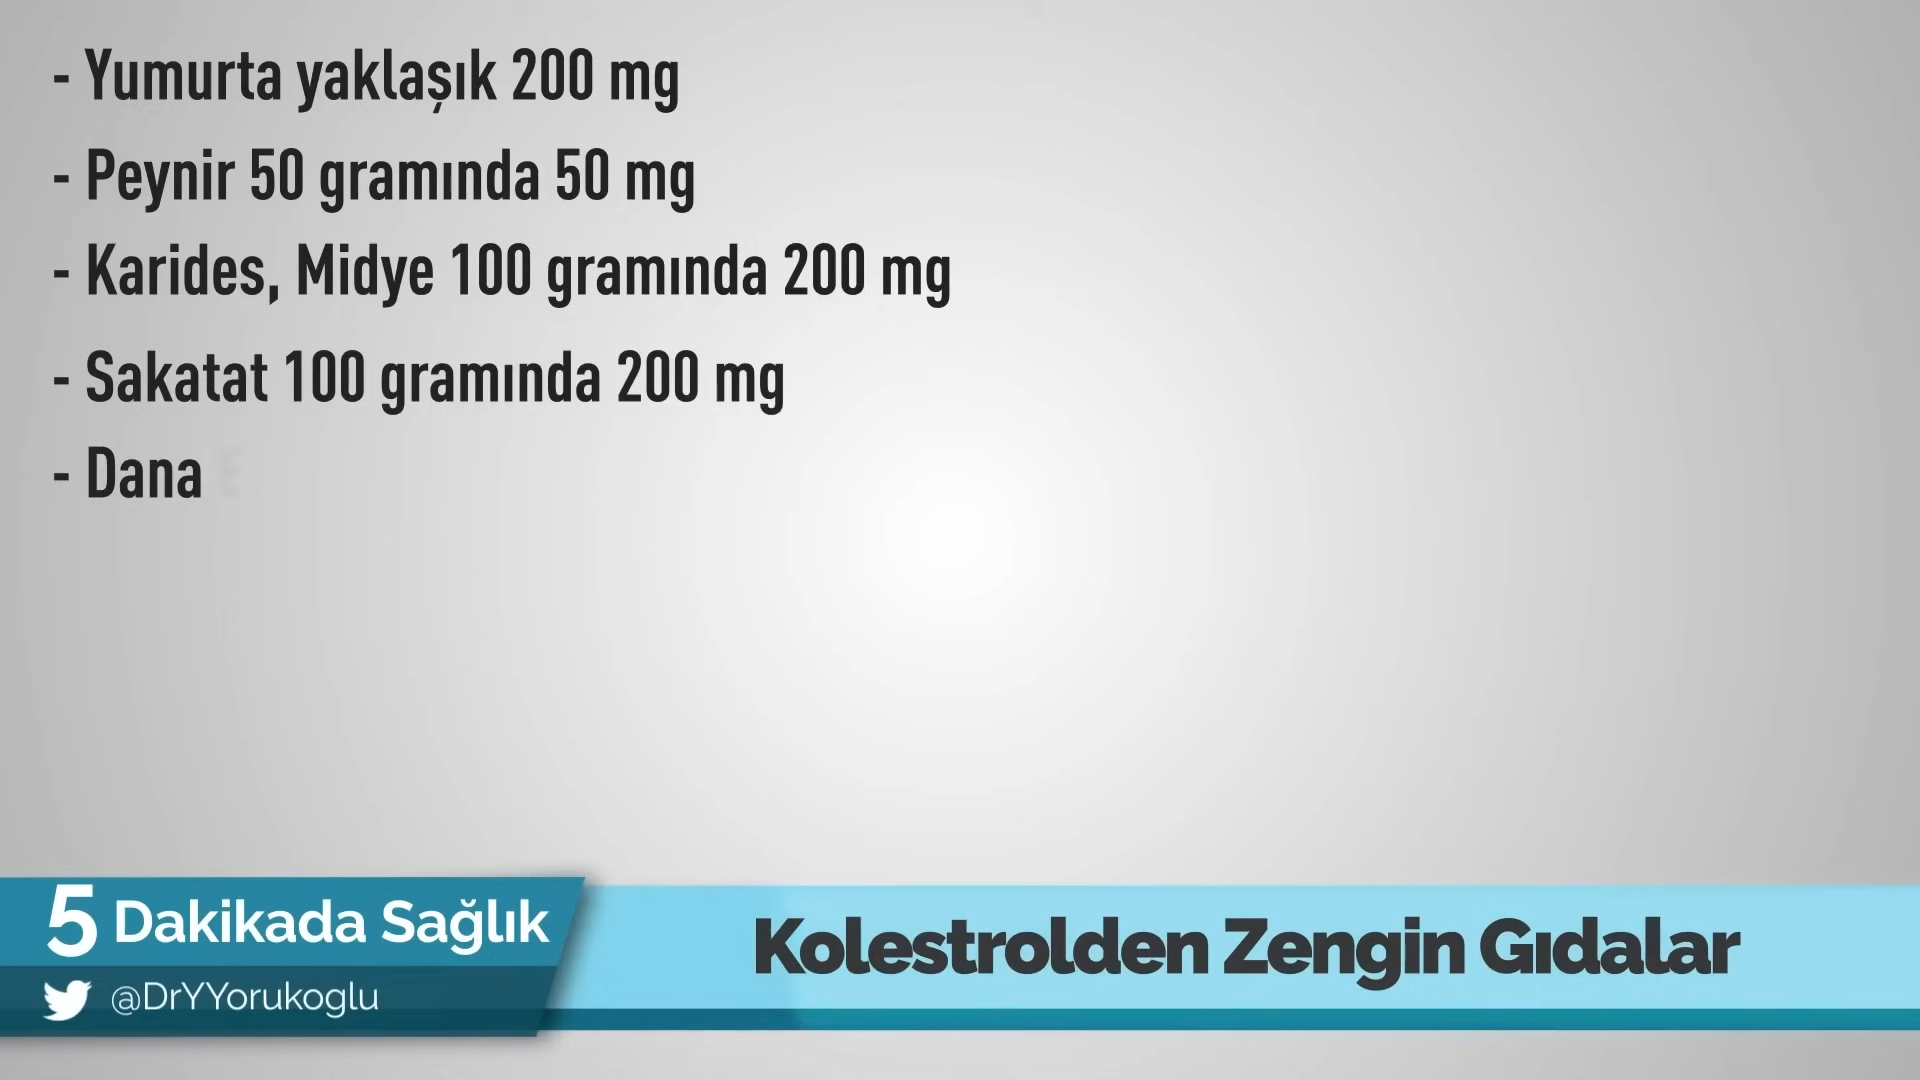 - Yumurta yaklaşık 200 mg
- Peynir 50 gramında 50 mg
- Karides, Midye 100 gramında 200 mg
- Sakatat 100 gramında 200 mg
- Dana E
5 Dakikada Sağlık
@DrYYorukoglu
Kolestrolden Zengin Gıdalar